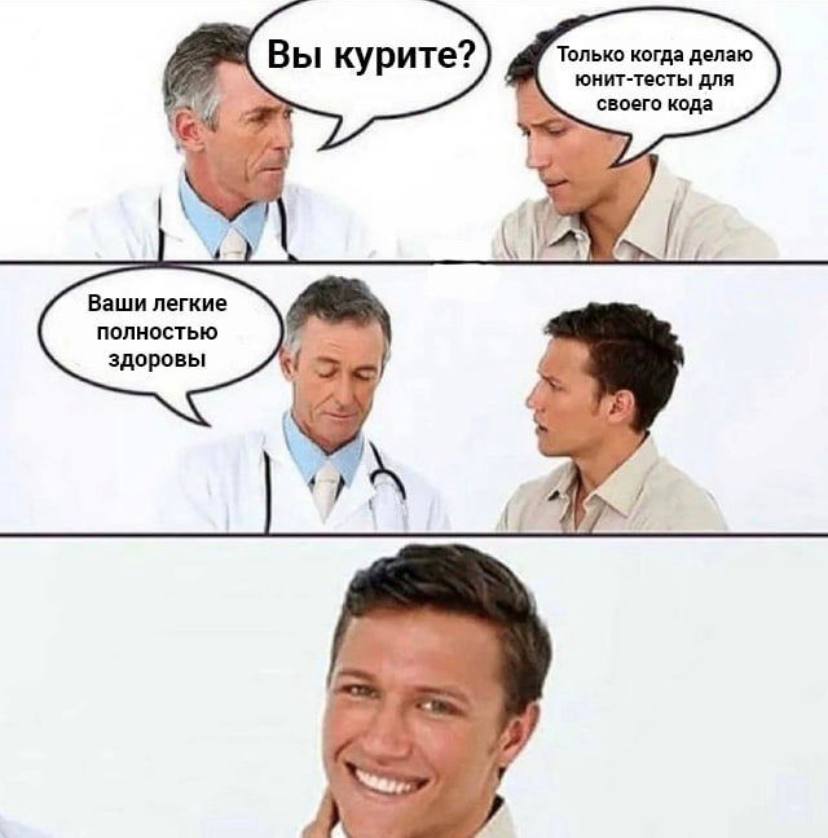 Вы курите?
Только когда делаю
юнит-тесты для
своего кода
Ваши легкие
полностью
здоровы